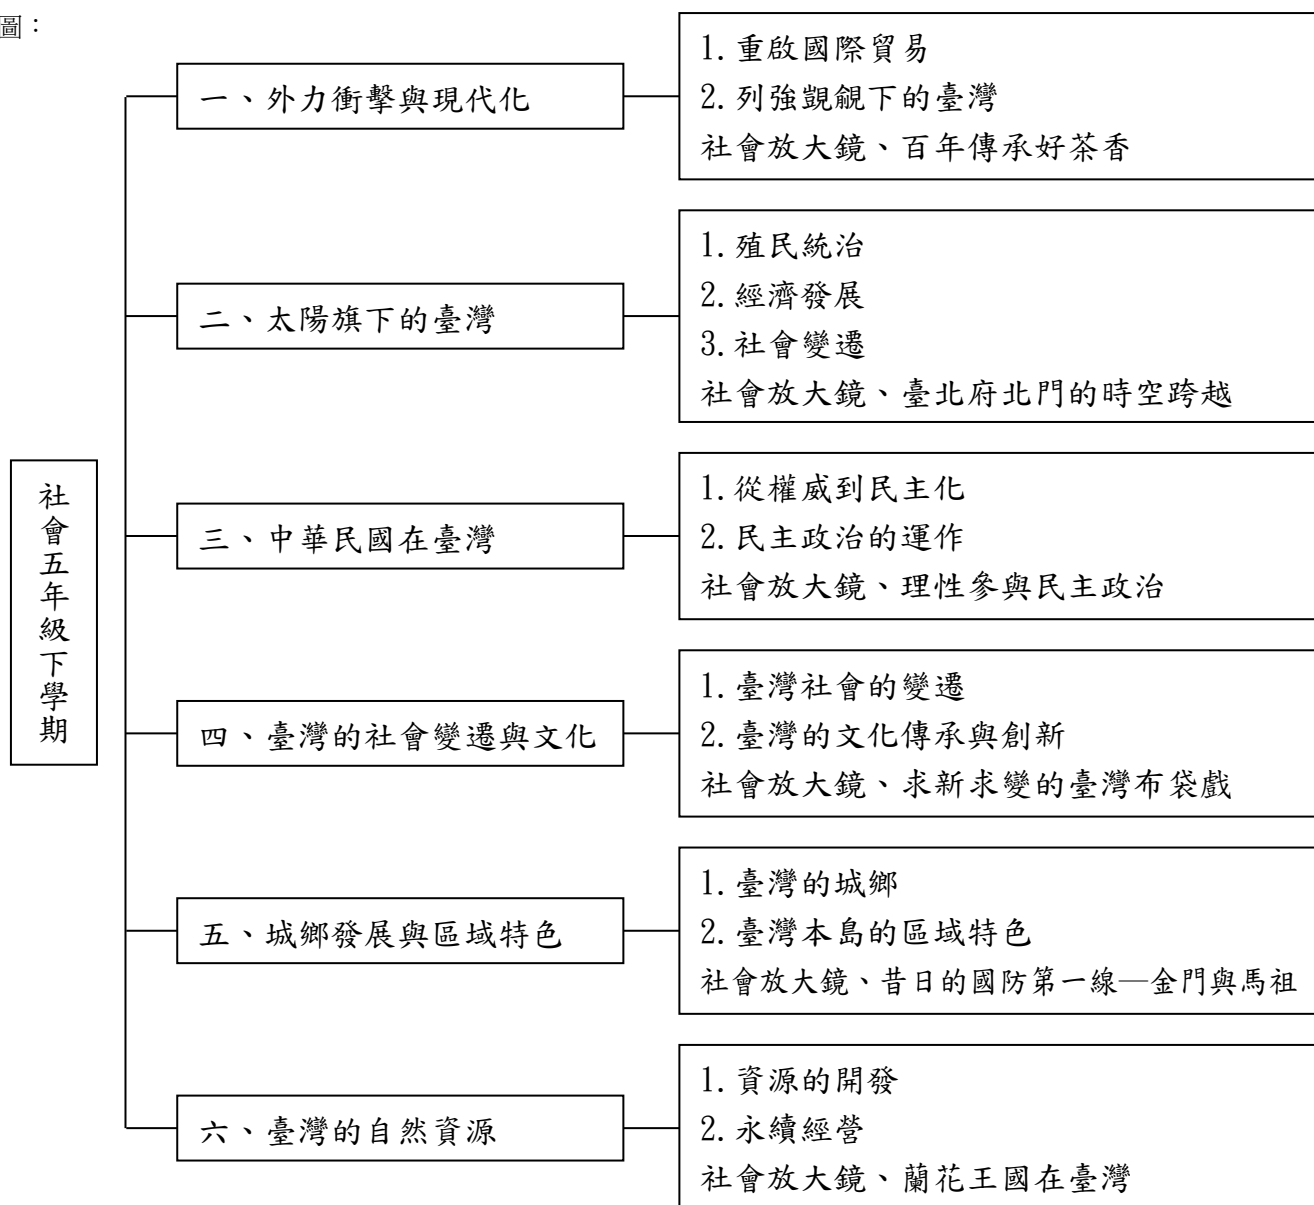 圖：
社會五年級下學期
一、外力衝擊與現代化
1.重啟國際貿易
2.列強覬覦下的臺灣
社會放大鏡、百年傳承好茶香
二、太陽旗下的臺灣
1.殖民統治
2.經濟發展
3.社會變遷
社會放大鏡、臺北府北門的時空跨越
三、中華民國在臺灣
1.從權威到民主化
2.民主政治的運作
社會放大鏡、理性參與民主政治
四、臺灣的社會變遷與文化
1.臺灣社會的變遷
2.臺灣的文化傳承與創新
社會放大鏡、求新求變的臺灣布袋戲
五、城鄉發展與區域特色
1.臺灣的城鄉
2.臺灣本島的區域特色
社會放大鏡、昔日的國防第一線─金門與馬祖
六、臺灣的自然資源
1.資源的開發
2.永續經營
社會放大鏡、蘭花王國在臺灣